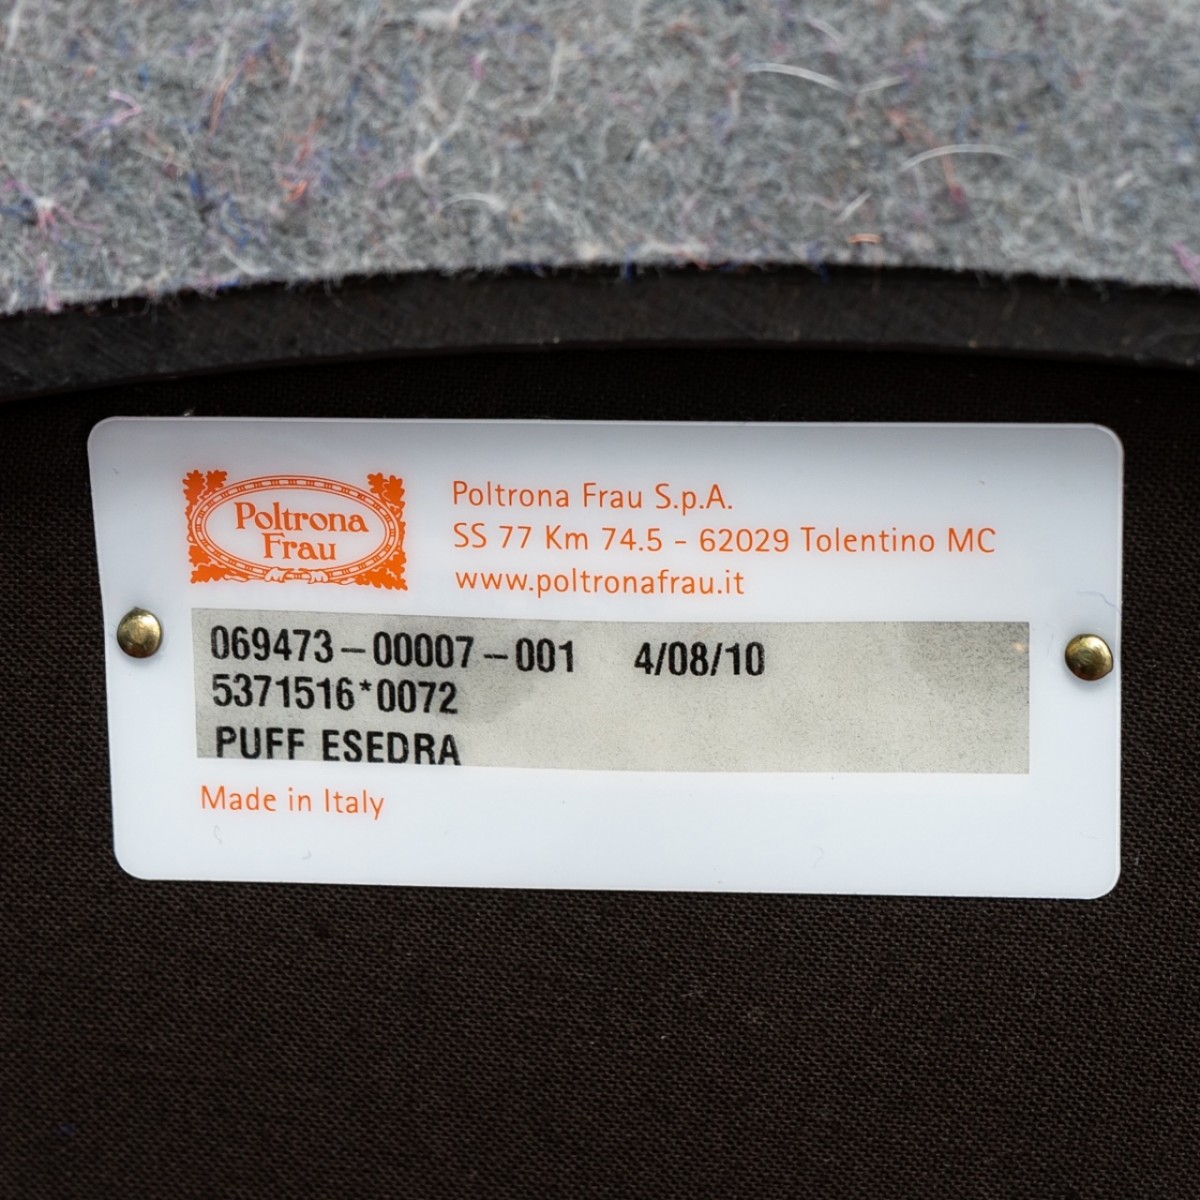 Poltrona
Frau
Poltrona Frau S.p.A.
SS 77 Km 74.5 - 62029 Tolentino MC
www.poltronafrau.it
069473-00007-001 4/08/10
5371516*0072
PUFF ESEDRA
Made in Italy